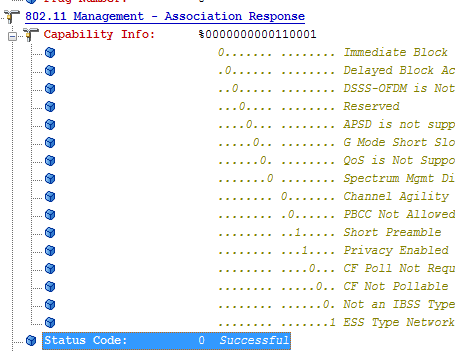 802.11 Management - Association Response
Capability Info: %0000000000110001
0....... ........ Immediate Block
.0...... ........ Delayed Block Ac
..0..... ........ DSSS-OFDM is Not
...0.... ........ Reserved
....0... ........ APSD is not supp
.....0.. ........ G Mode Short Slo
......0. ........ QoS is Not Suppo
.......0 ........ Spectrum Mgmt Di
........ 0....... Channel Agility
........ .0...... PBCC Not Allowed
........ ..1..... Short Preamble
........ ...1.... Privacy Enabled
........ ....0... CF Poll Not Requ
........ .....0.. CF Not Pollable
........ ......0. Not an IBSS Type
........ .......1 ESS Type Network
Status Code: 0 Successful